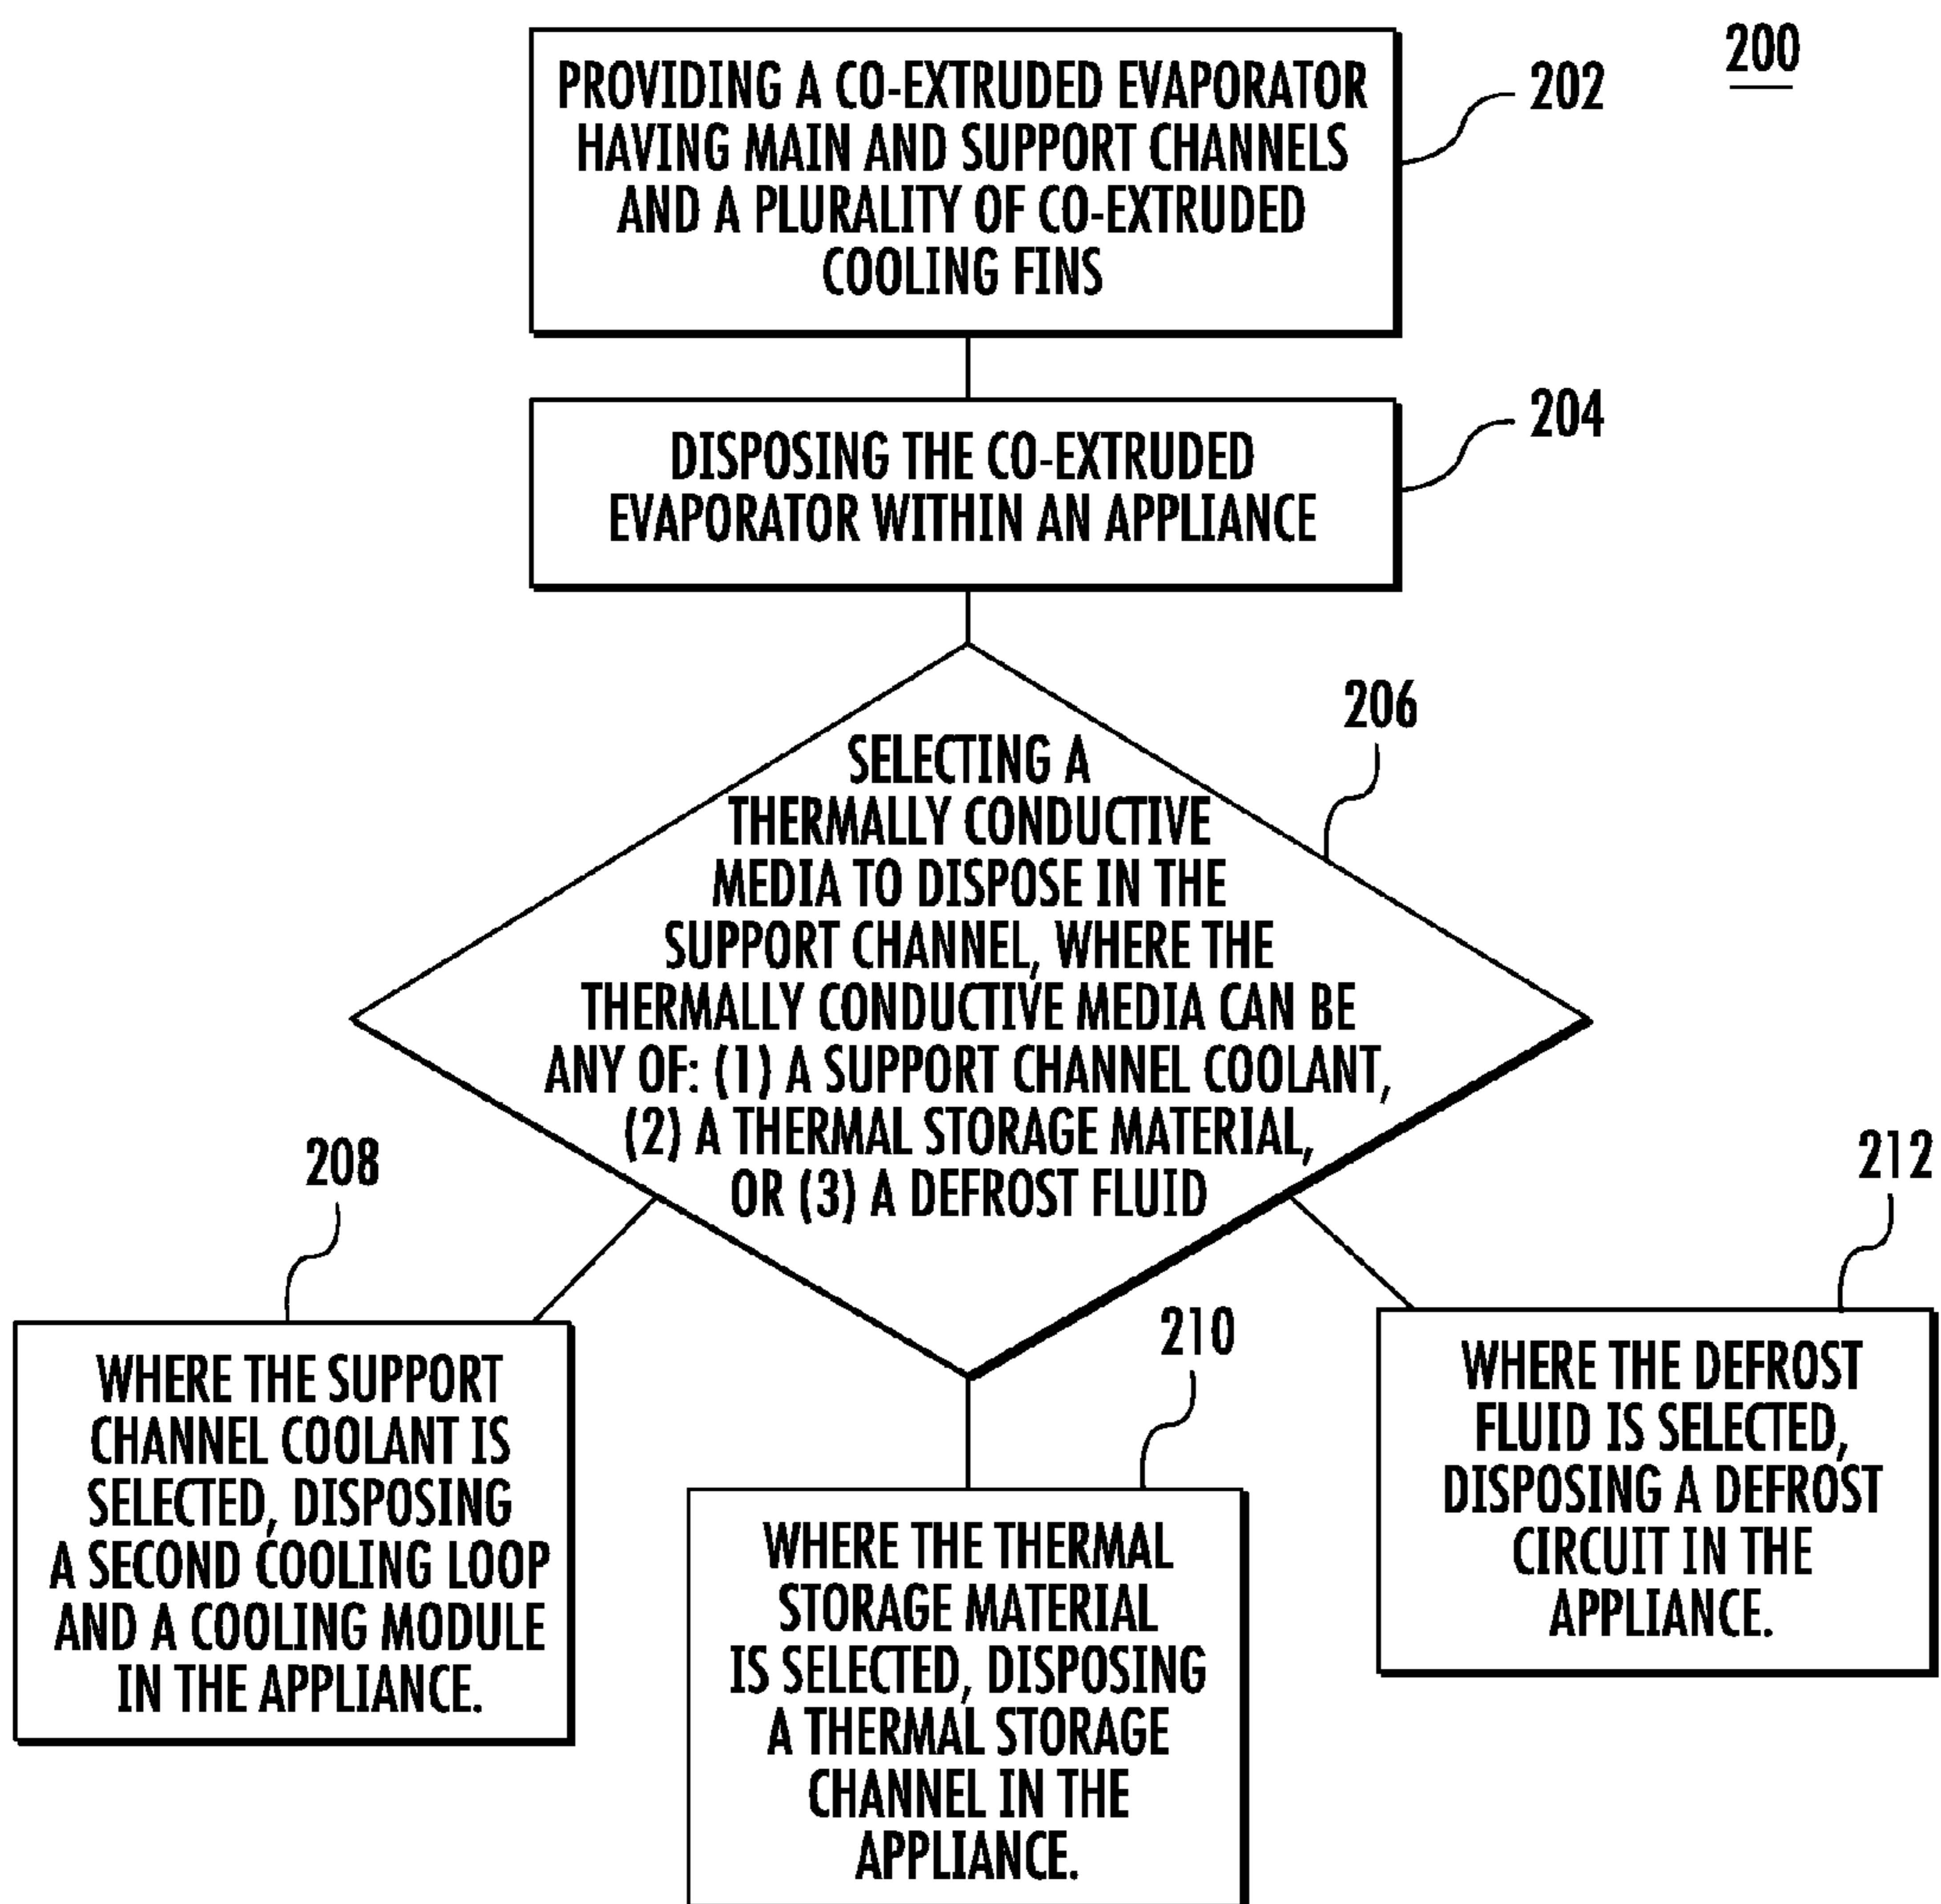 200
PROVIDING A CO-EXTRUDED EVAPORATOR
HAVING MAIN AND SUPPORT CHANNELS
AND A PLURALITY OF CO-EXTRUDED
COOLING FINS
202
DISPOSING THE CO-EXTRUDED
EVAPORATOR WITHIN AN APPLIANCE
204
206
SELECTING A
THERMALLY CONDUCTIVE
MEDIA TO DISPOSE IN THE
SUPPORT CHANNEL, WHERE THE
THERMALLY CONDUCTIVE MEDIA CAN BE
ANY OF: (1) A SUPPORT CHANNEL COOLANT,
(2) A THERMAL STORAGE MATERIAL,
OR (3) A DEFROST FLUID
208
WHERE THE SUPPORT
CHANNEL COOLANT IS
SELECTED, DISPOSING
A SECOND COOLING LOOP
AND A COOLING MODULE
IN THE APPLIANCE.
210
WHERE THE THERMAL
STORAGE MATERIAL
IS SELECTED, DISPOSING
A THERMAL STORAGE
CHANNEL IN THE
APPLIANCE.
212
WHERE THE DEFROST
FLUID IS SELECTED,
DISPOSING A DEFROST
CIRCUIT IN THE
APPLIANCE.